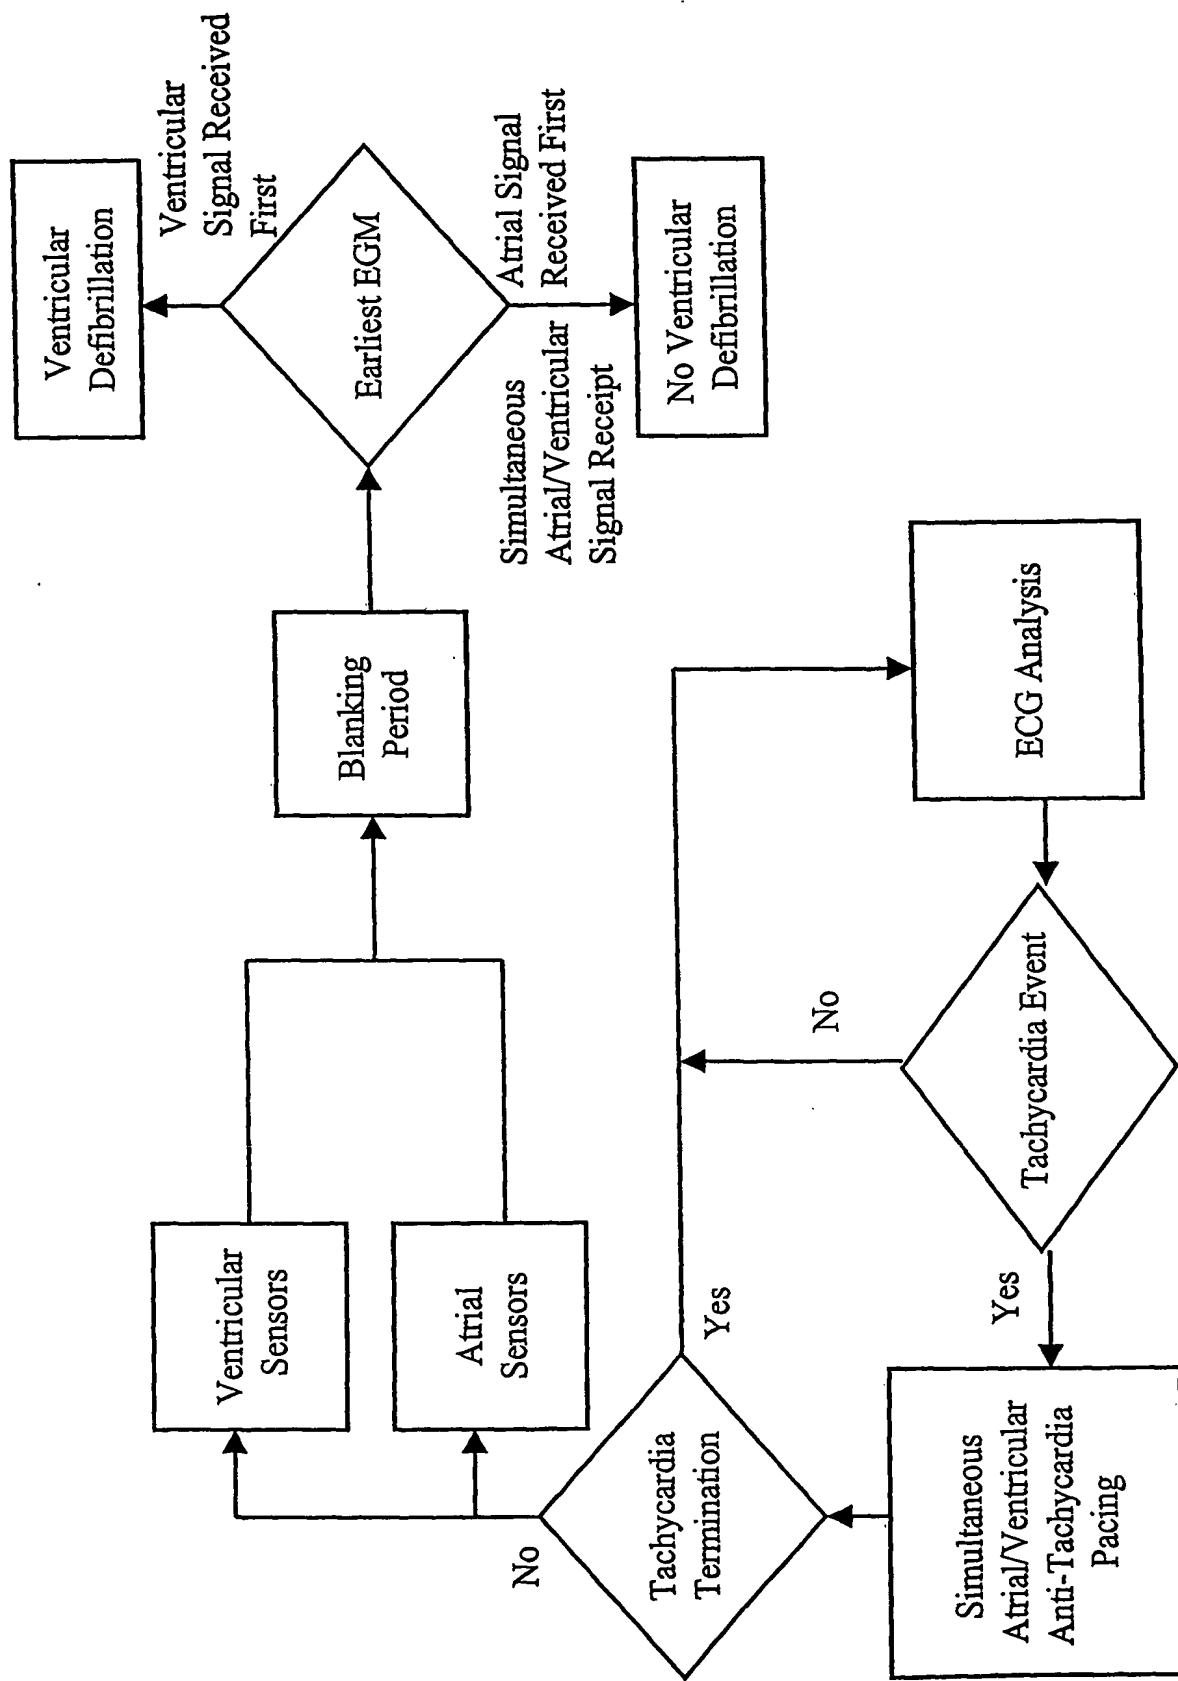 Ventricular
Defibrillation
Ventricular
Signal Received
First
Earliest EGM
Atrial Signal
Received First
Simultaneous
Atrial/Ventricular
Signal Receipt
No Ventricular
Defibrillation
Blanking
Period
Ventricular
Sensors
Atrial
Sensors
No
Tachycardia
Termination
Yes
Simultaneous
Atrial/Ventricular
Anti-Tachycardia
Pacing
Yes
Tachycardia Event
No
ECG Analysis